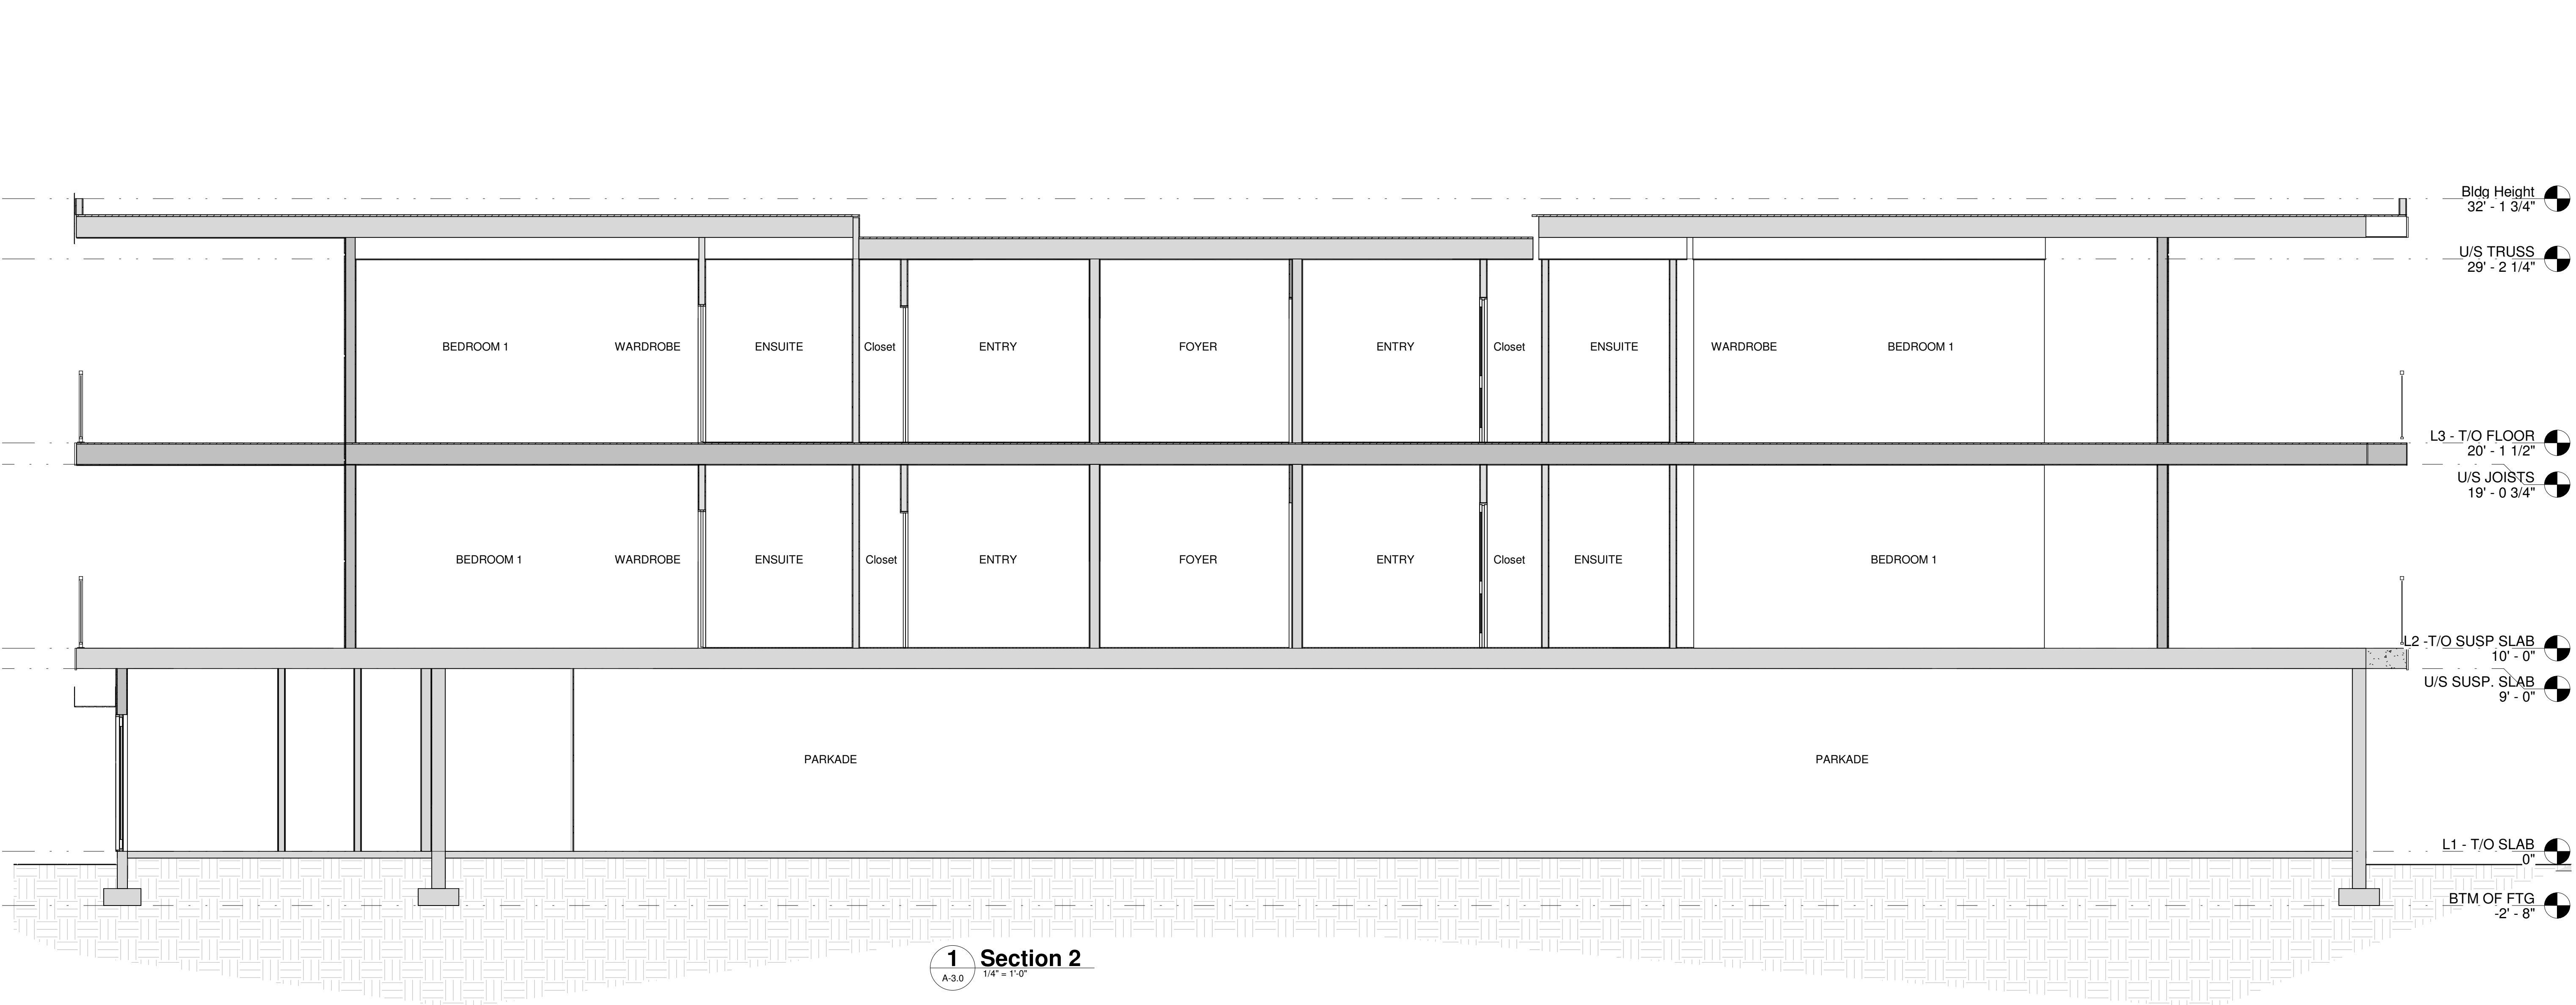 Bldg Height
32' - 1 3/4"
U/S TRUSS
29' - 2 1/4"
BEDROOM 1 WARDROBE ENSUITE Closet ENTRY FOYER ENTRY Closet ENSUITE WARDROBE BEDROOM 1
L3 - T/O FLOOR
20' - 1 1/2"
U/S JOISTS
19' - 0 3/4"
BEDROOM 1 WARDROBE ENSUITE Closet ENTRY FOYER ENTRY Closet ENSUITE BEDROOM 1
L2 -T/O SUSP SLAB
10' - 0"
U/S SUSP. SLAB
9' - 0"
PARKADE PARKADE
L1 - T/O SLAB
0"
BTM OF FTG
-2' - 8"
1 Section 2
A-3.0 1/4" = 1'-0"